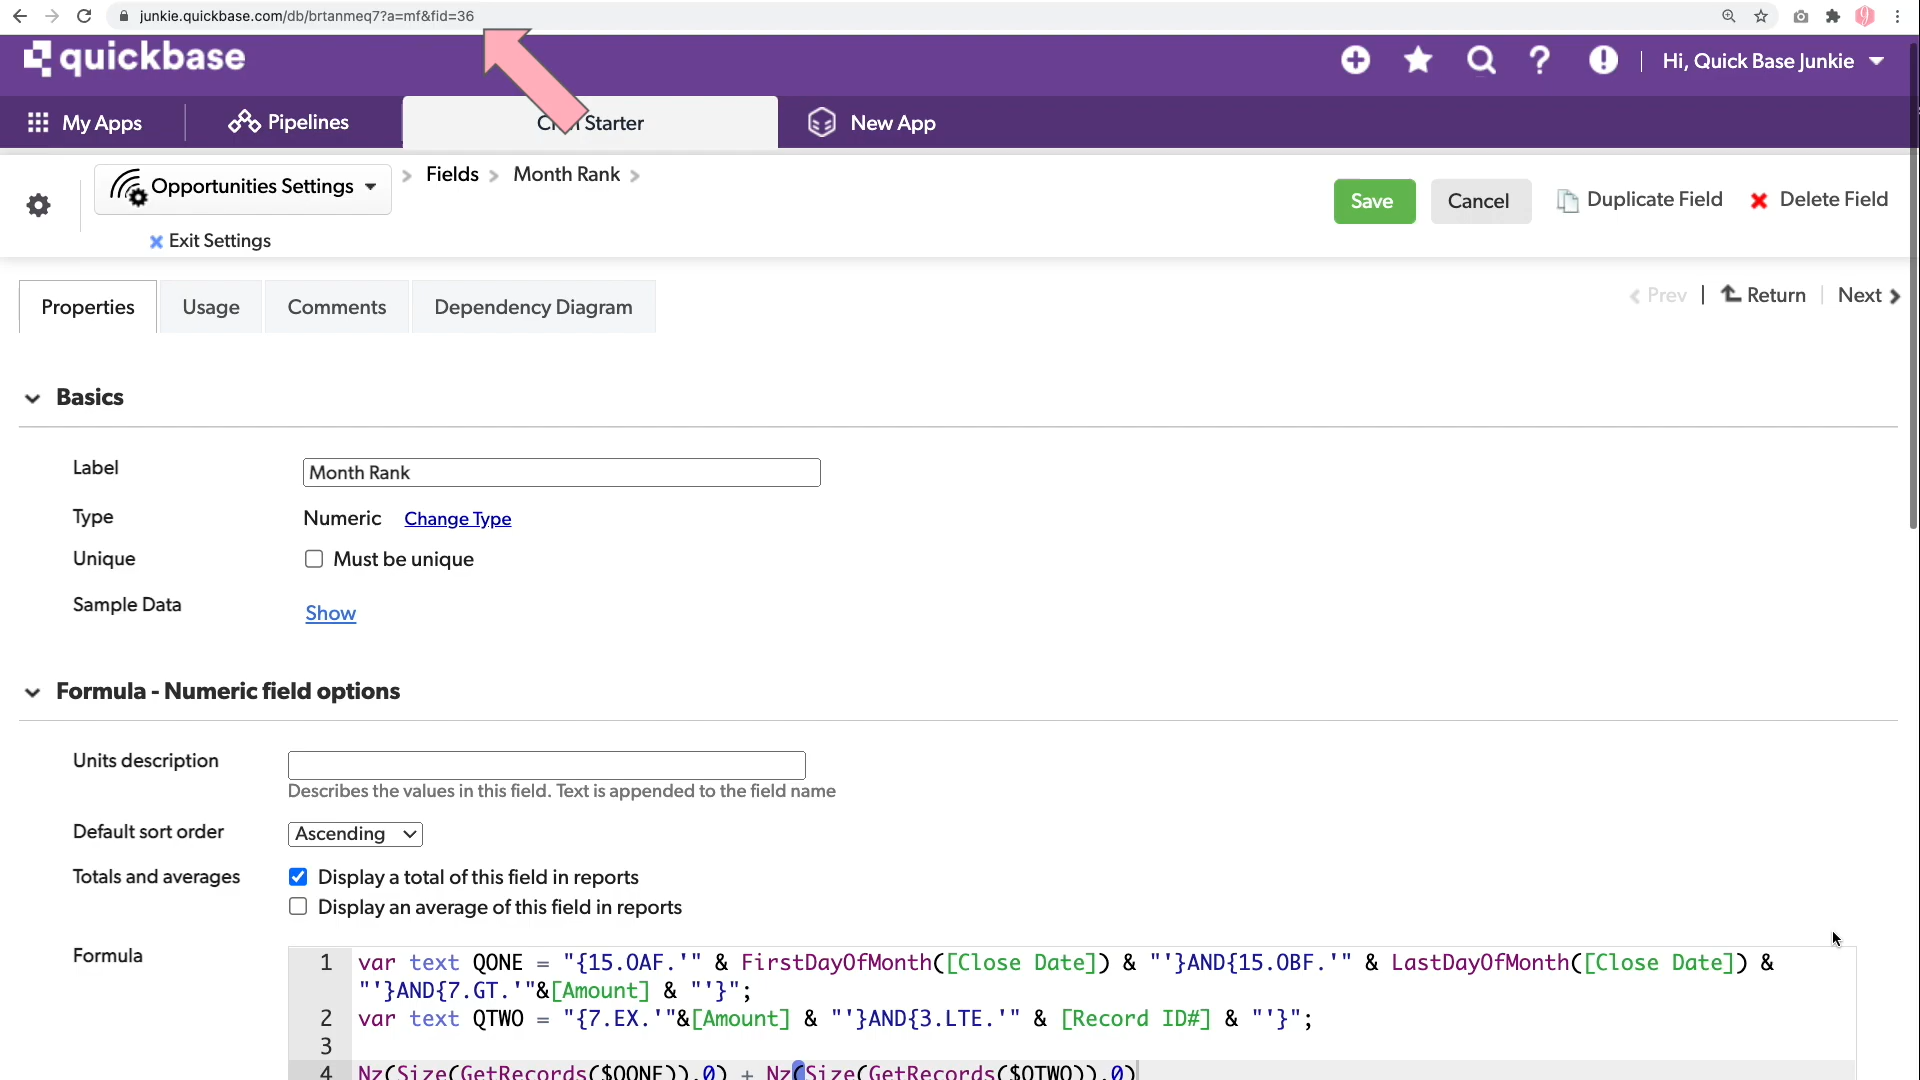 junkie.quickbase.com/db/brtanmeq7?a=mf&fid=36
quickbase
Hi, Quick Base Junkie
My Apps
Pipelines
Starter
New App
Opportunities Settings
Fields
Month Rank
Save
Cancel
Duplicate Field
Delete Field
Exit Settings
Properties
Usage
Comments
Dependency Diagram
Prev | Return | Next
Basics
Label
Month Rank
Type
Numeric Change Type
Unique
Must be unique
Sample Data
Show
Formula - Numeric field options
Units description
Describes the values in this field. Text is appended to the field name
Default sort order
Ascending
Totals and averages
Display a total of this field in reports
Display an average of this field in reports
Formula
1 var text QONE = "{15.OAF.'" & FirstDayOfMonth([Close Date]) & "'}AND{15.OBF.'" & LastDayOfMonth([Close Date]) &
"'}AND{7.GT.'"&[Amount] & "'}";
2 var text QTWO = "{7.EX.'"&[Amount] & "'}AND{3.LTE.'" & [Record ID#] & "'}";
3
4 Nz(Size(GetRecords($QONE)),0) + Nz(Size(GetRecords($QTWO)),0)